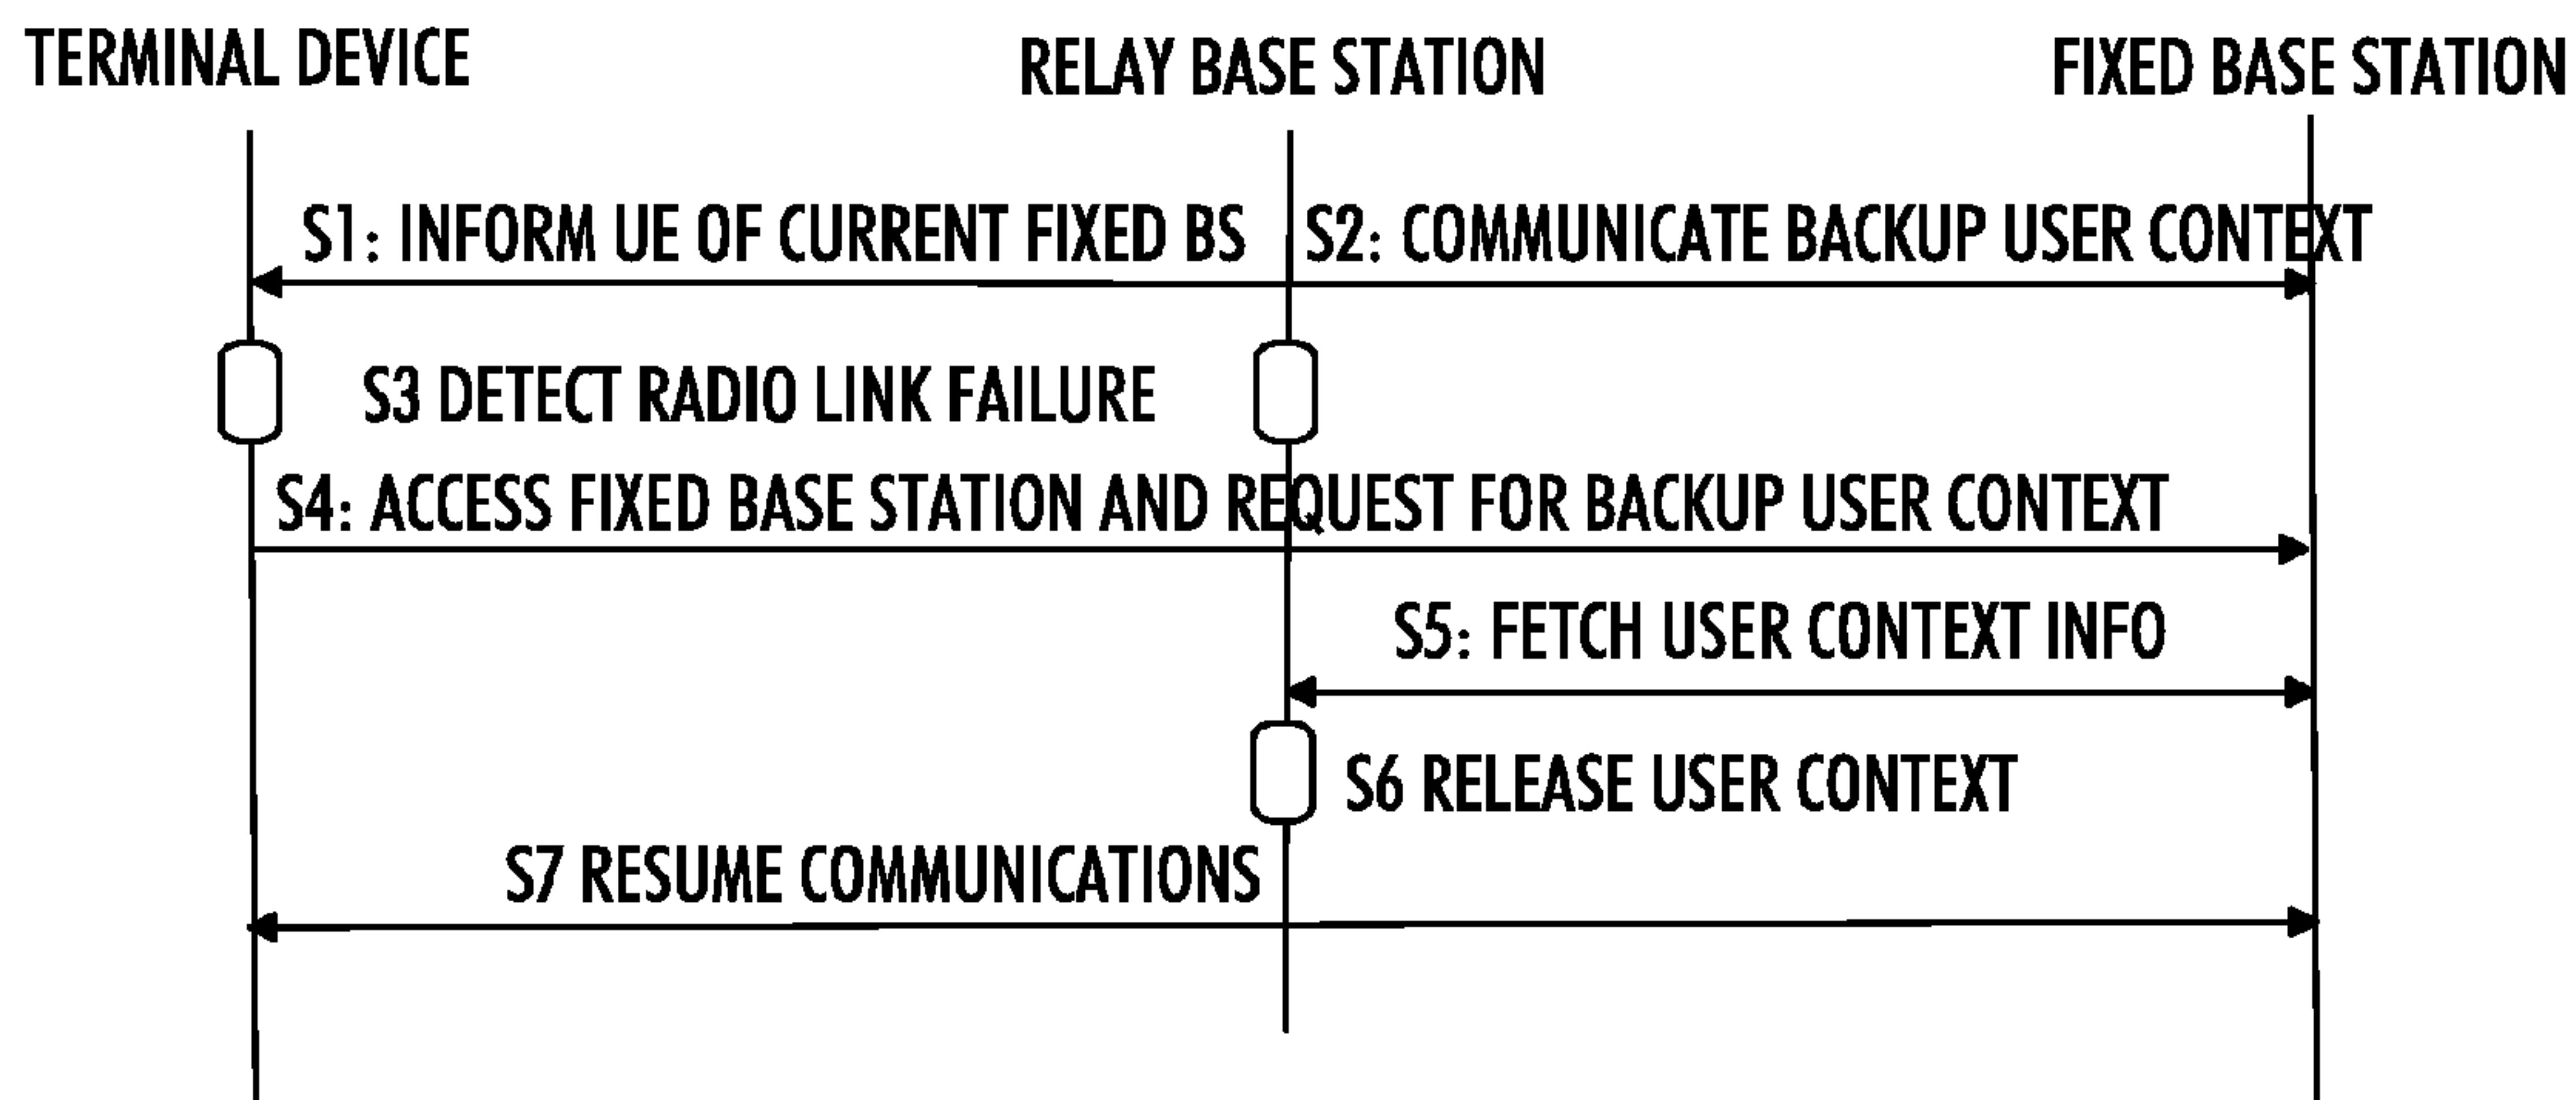 TERMINAL DEVICE
RELAY BASE STATION
FIXED BASE STATION
S1: INFORM UE OF CURRENT FIXED BS
S2: COMMUNICATE BACKUP USER CONTEXT
S3 DETECT RADIO LINK FAILURE
S4: ACCESS FIXED BASE STATION AND REQUEST FOR BACKUP USER CONTEXT
S5: FETCH USER CONTEXT INFO
S6 RELEASE USER CONTEXT
S7 RESUME COMMUNICATIONS